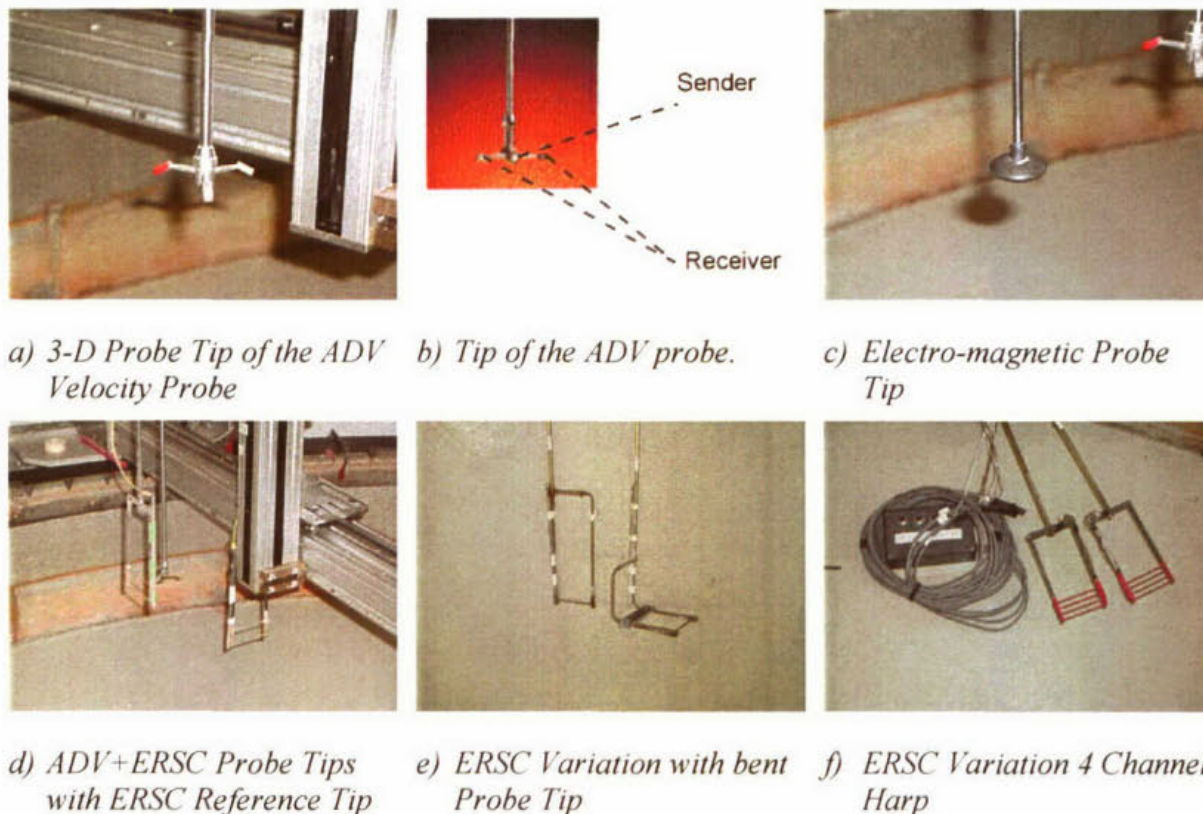 Sender
Receiver
a) 3-D Probe Tip of the ADV
Velocity Probe
b) Tip of the ADV probe.
c) Electro-magnetic Probe
Tip
d) ADV+ERSC Probe Tips
with ERSC Reference Tip
e) ERSC Variation with bent
Probe Tip
f) ERSC Variation 4 Channel
Harp